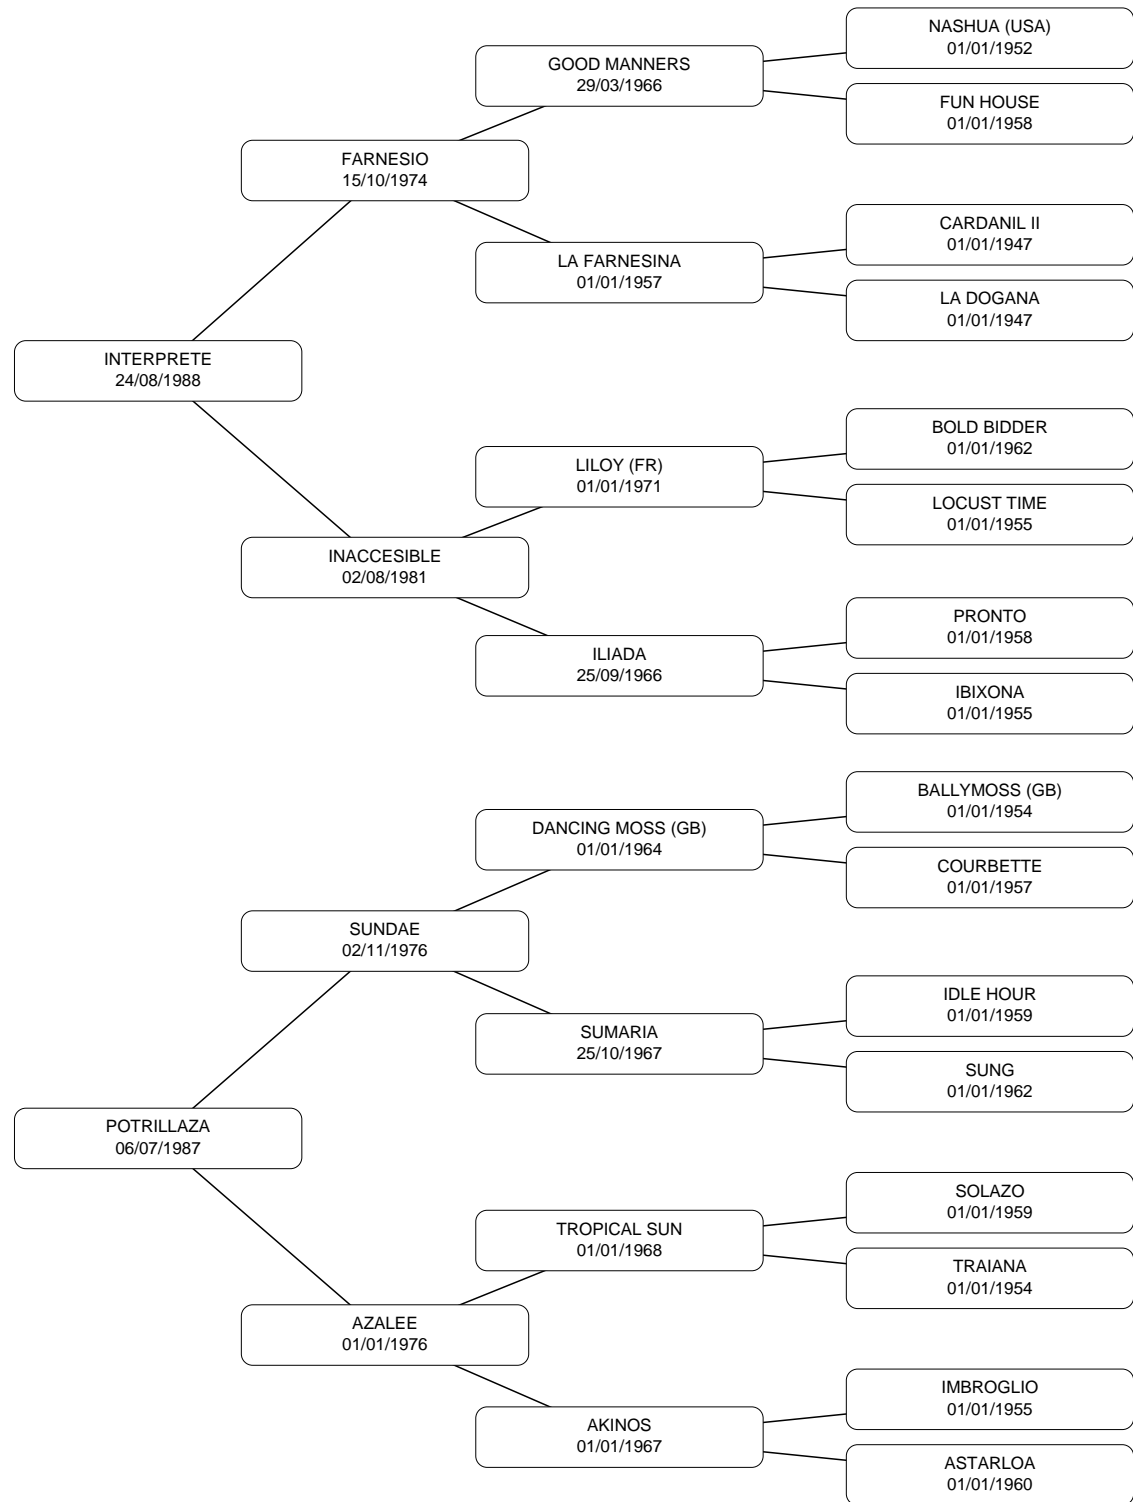 NASHUA (USA)
01/01/1952
GOOD MANNERS
29/03/1966
FUN HOUSE
01/01/1958
FARNESIO
15/10/1974
CARDANIL II
01/01/1947
LA FARNESINA
01/01/1957
LA DOGANA
01/01/1947
INTERPRETE
24/08/1988
BOLD BIDDER
01/01/1962
LILOY (FR)
01/01/1971
LOCUST TIME
01/01/1955
INACCESIBLE
02/08/1981
PRONTO
01/01/1958
ILIADA
25/09/1966
IBIXONA
01/01/1955
BALLYMOSS (GB)
01/01/1954
DANCING MOSS (GB)
01/01/1964
COURBETTE
01/01/1957
SUNDAE
02/11/1976
IDLE HOUR
01/01/1959
SUMARIA
25/10/1967
SUNG
01/01/1962
POTRILLAZA
06/07/1987
SOLAZO
01/01/1959
TROPICAL SUN
01/01/1968
TRAIANA
01/01/1954
AZALEE
01/01/1976
IMBROGLIO
01/01/1955
AKINOS
01/01/1967
ASTARLOA
01/01/1960